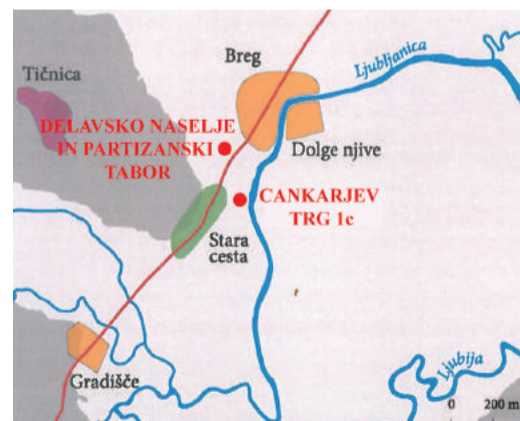 Tičnica
Breg
Ljubljanica
DELAVSKO NASELJE
IN PARTIZANSKI
TABOR
Dolge njive
CANKARJEV
TRG 1c
Stara
cesta
Gradišče
Ljubija
0 200 m